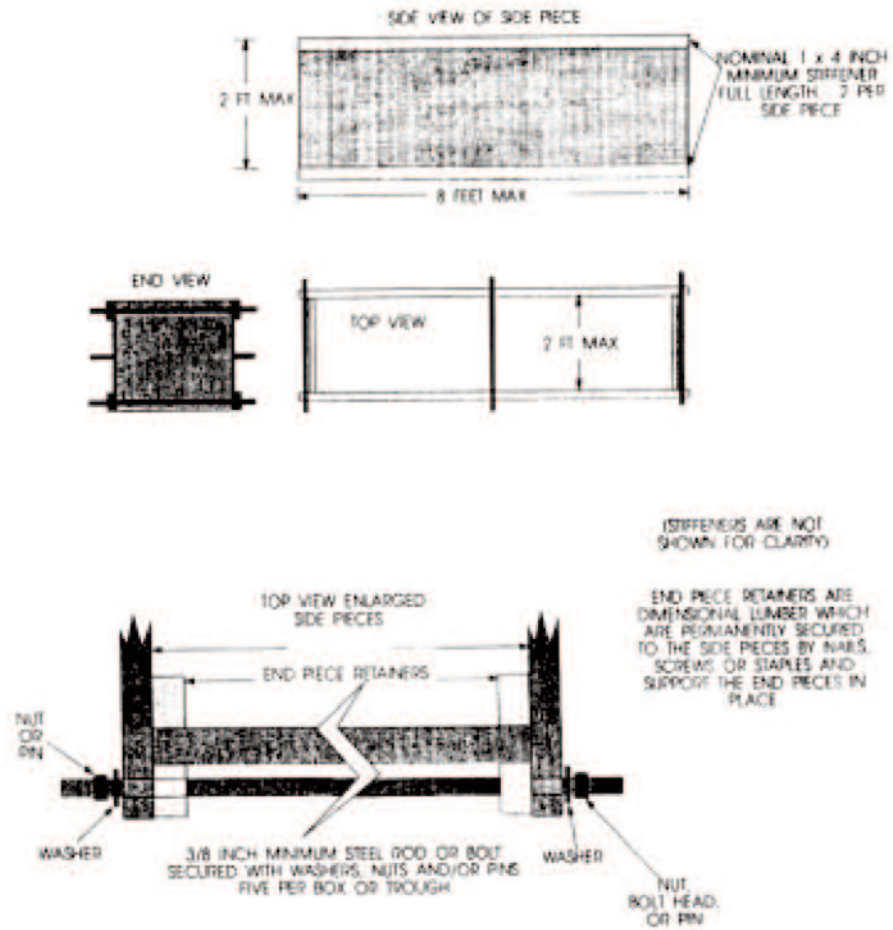 SIDE VIEW OF SIDE PIECE
2 FT MAX
NOMINAL 1 x 4 INCH
MINIMUM STIFFENER
FULL LENGTH 2 PER
SIDE PIECE
8 FEET MAX
END VIEW
TOP VIEW
2 FT MAX
(STIFFENERS ARE NOT
SHOWN FOR CLARITY)
TOP VIEW ENLARGED
SIDE PIECES
END PIECE RETAINERS ARE
DIMENSIONAL LUMBER WHICH
ARE PERMANENTLY SECURED
TO THE SIDE PIECES BY NAILS,
SCREWS OR STAPLES AND
SUPPORT THE END PIECES IN
PLACE
END PIECE RETAINERS
NUT
OR
PIN
WASHER
3/8 INCH MINIMUM STEEL ROD OR BOLT
SECURED WITH WASHERS, NUTS AND/OR PINS
FIVE PER BOX OR TROUGH
WASHER
NUT,
BOLT HEAD,
OR PIN